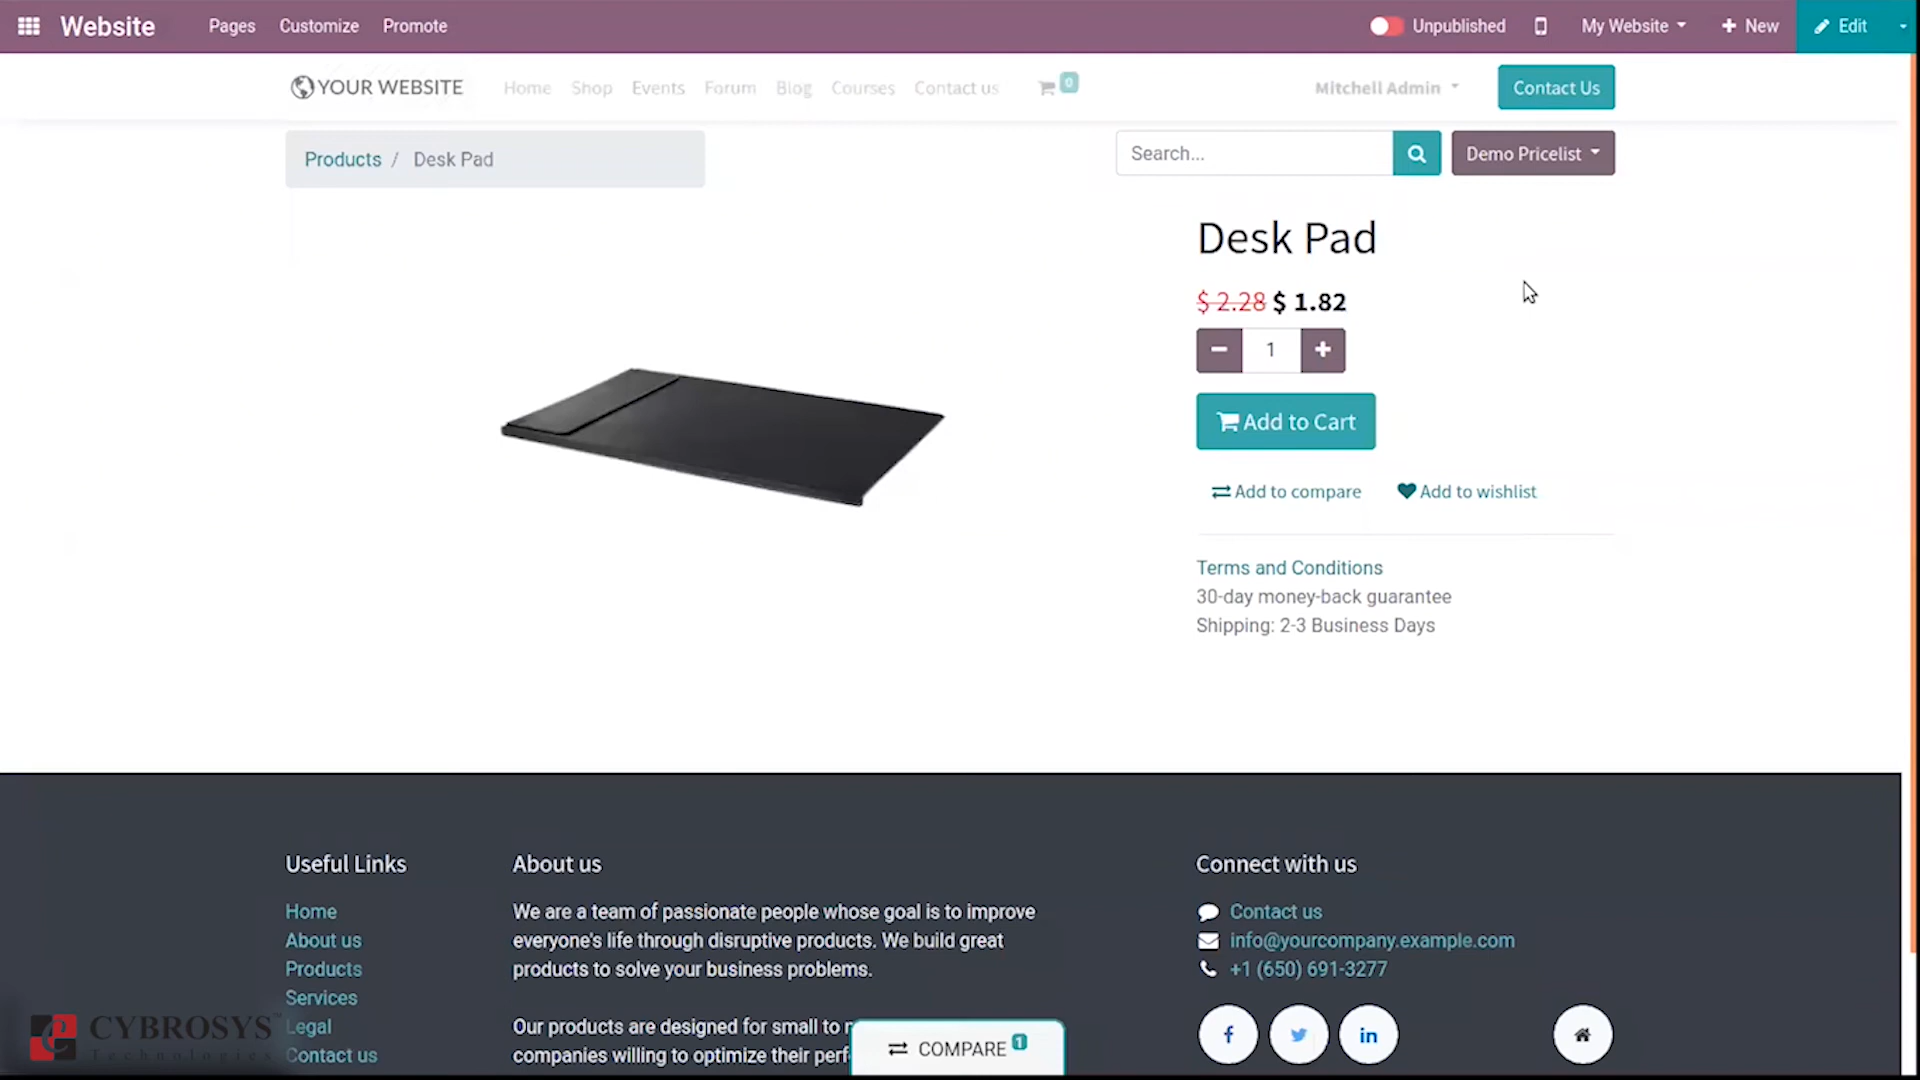 Website Pages Customize Promote Unpublished My Website New Edit
YOUR WEBSITE Home Shop Events Forum Blog Courses Contact us 0 Mitchell Admin Contact Us
Products / Desk Pad Search... Demo Pricelist
Desk Pad
$ 2.28 $ 1.82
1
Add to Cart
Add to compare Add to wishlist
Terms and Conditions
30-day money-back guarantee
Shipping: 2-3 Business Days
Useful Links
Home
About us
Products
Services
Legal
Contact us
About us
We are a team of passionate people whose goal is to improve
everyone's life through disruptive products. We build great
products to solve your business problems.
Our products are designed for small to
companies willing to optimize their
Connect with us
Contact us
info@yourcompany.example.com
+1 (650) 691-3277
COMPARE 1
CYBROSYS
Technologies